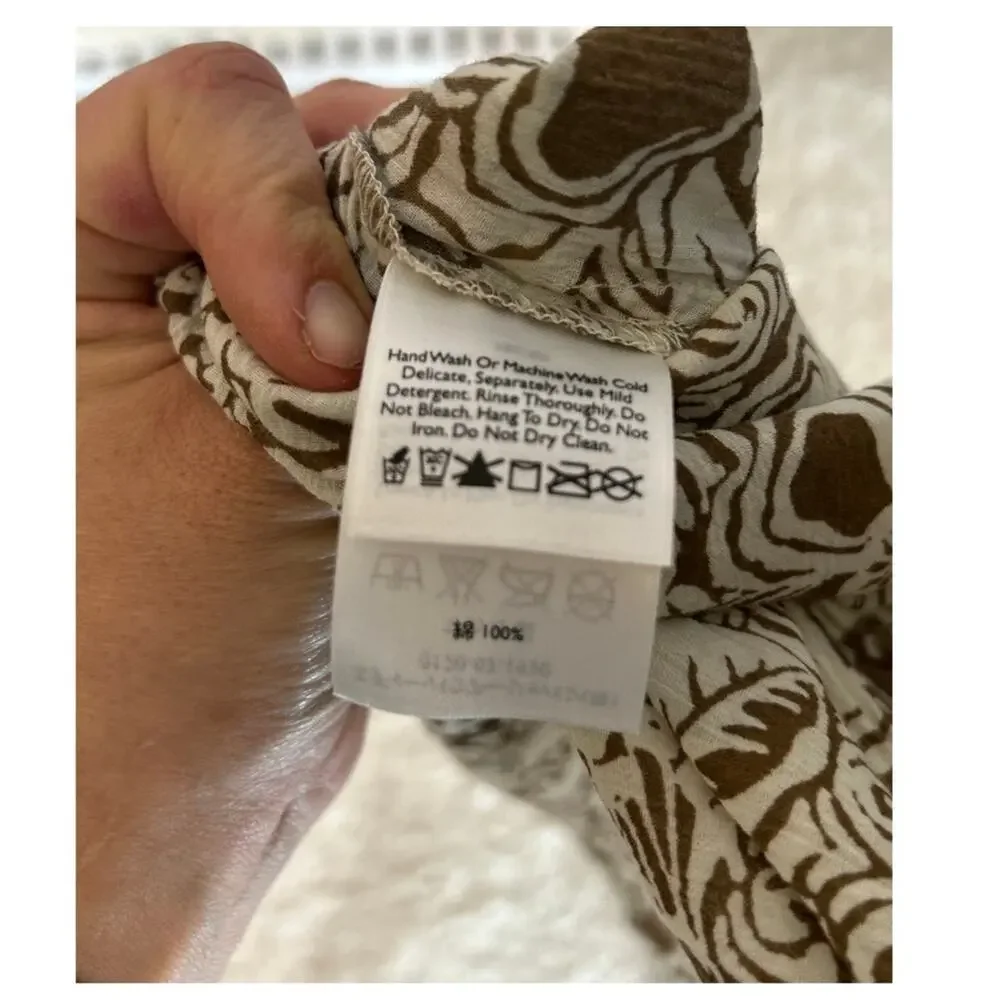 Hand Wash Or Machine Wash Cold
Delicate, Separately. Use Mild
Detergent. Rinse Thoroughly. Do
Not Bleach. Hang To Dry. Do Not
Iron. Do Not Dry Clean.
綿 100%